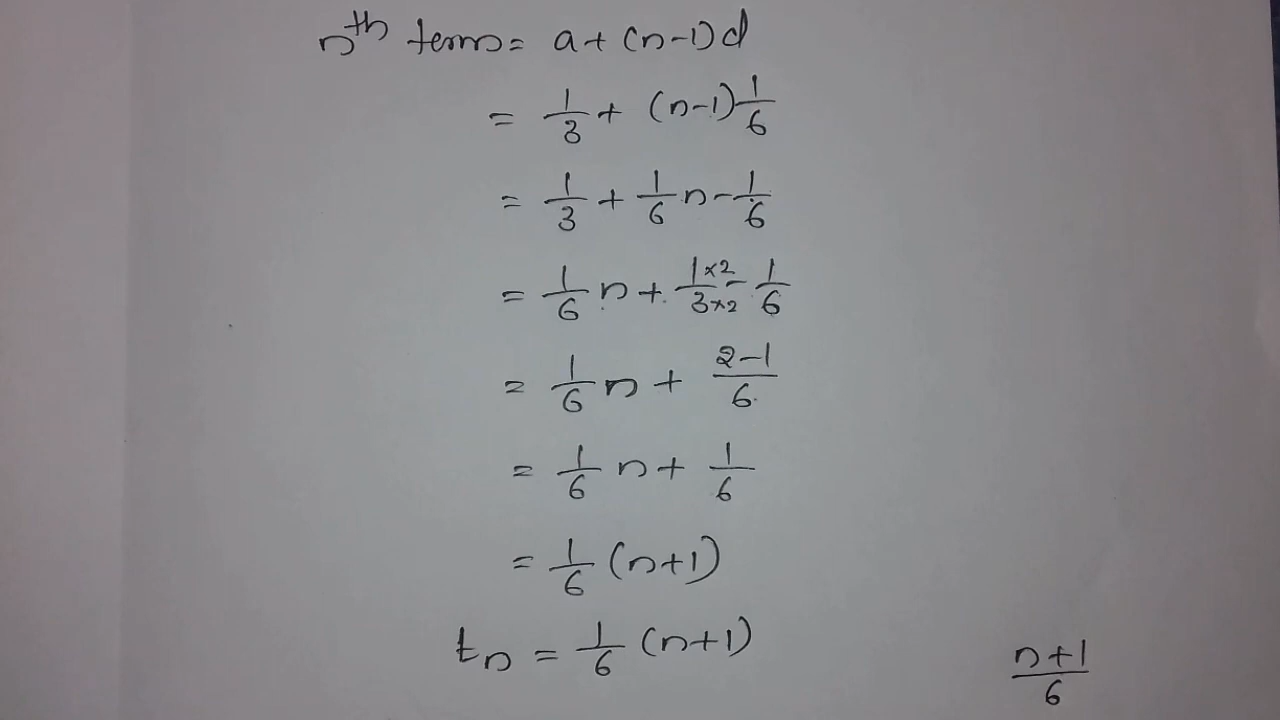 nth term = a + (n-1)d
= 1/3 + (n-1) 1/6
= 1/3 + 1/6 n - 1/6
= 1/6 n + 1×2/3×2 - 1/6
= 1/6 n + 2-1/6
= 1/6 n + 1/6
= 1/6 (n+1)
tn = 1/6 (n+1)
n+1/6